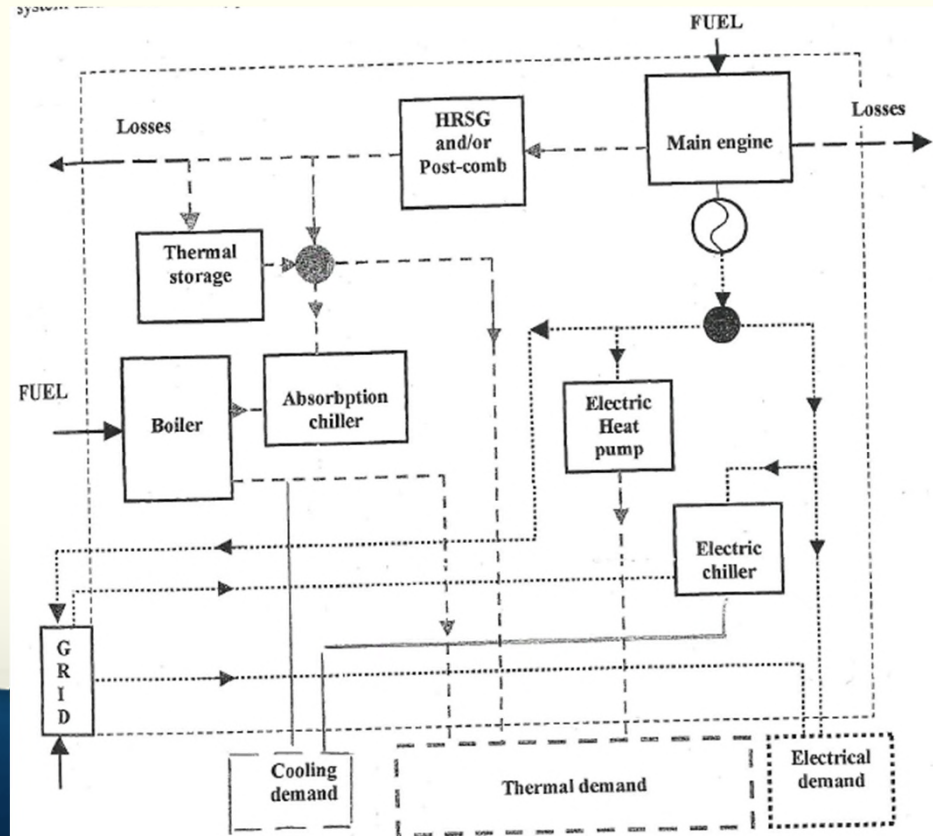 FUEL
Losses
HRSG
and/or
Post-comb
Main engine
Losses
Thermal
storage
FUEL
Boiler
Absorbption
chiller
Electric
Heat
pump
Electric
chiller
G
R
I
D
Cooling
demand
Thermal demand
Electrical
demand